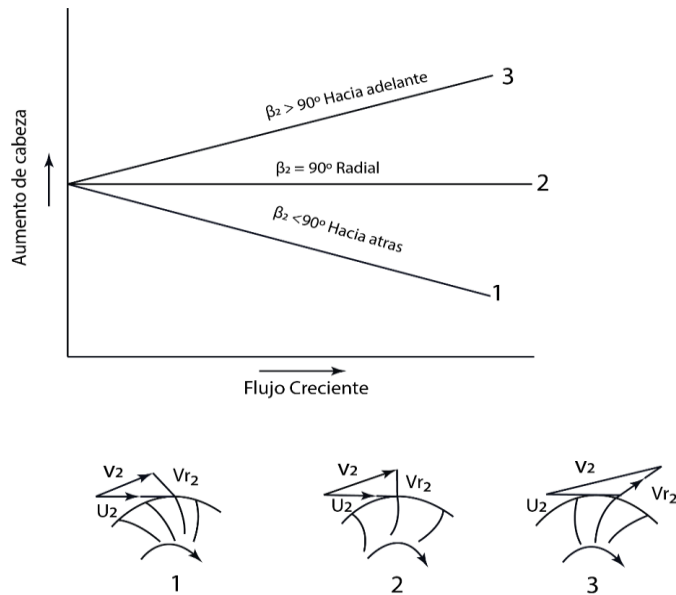 3
β₂ > 90º Hacia adelante
Aumento de cabeza
β₂ = 90º Radial
2
β₂ <90º Hacia atras
1
Flujo Creciente
V₂
Vr₂
U₂
1
V₂
Vr₂
U₂
2
V₂
Vr₂
U₂
3